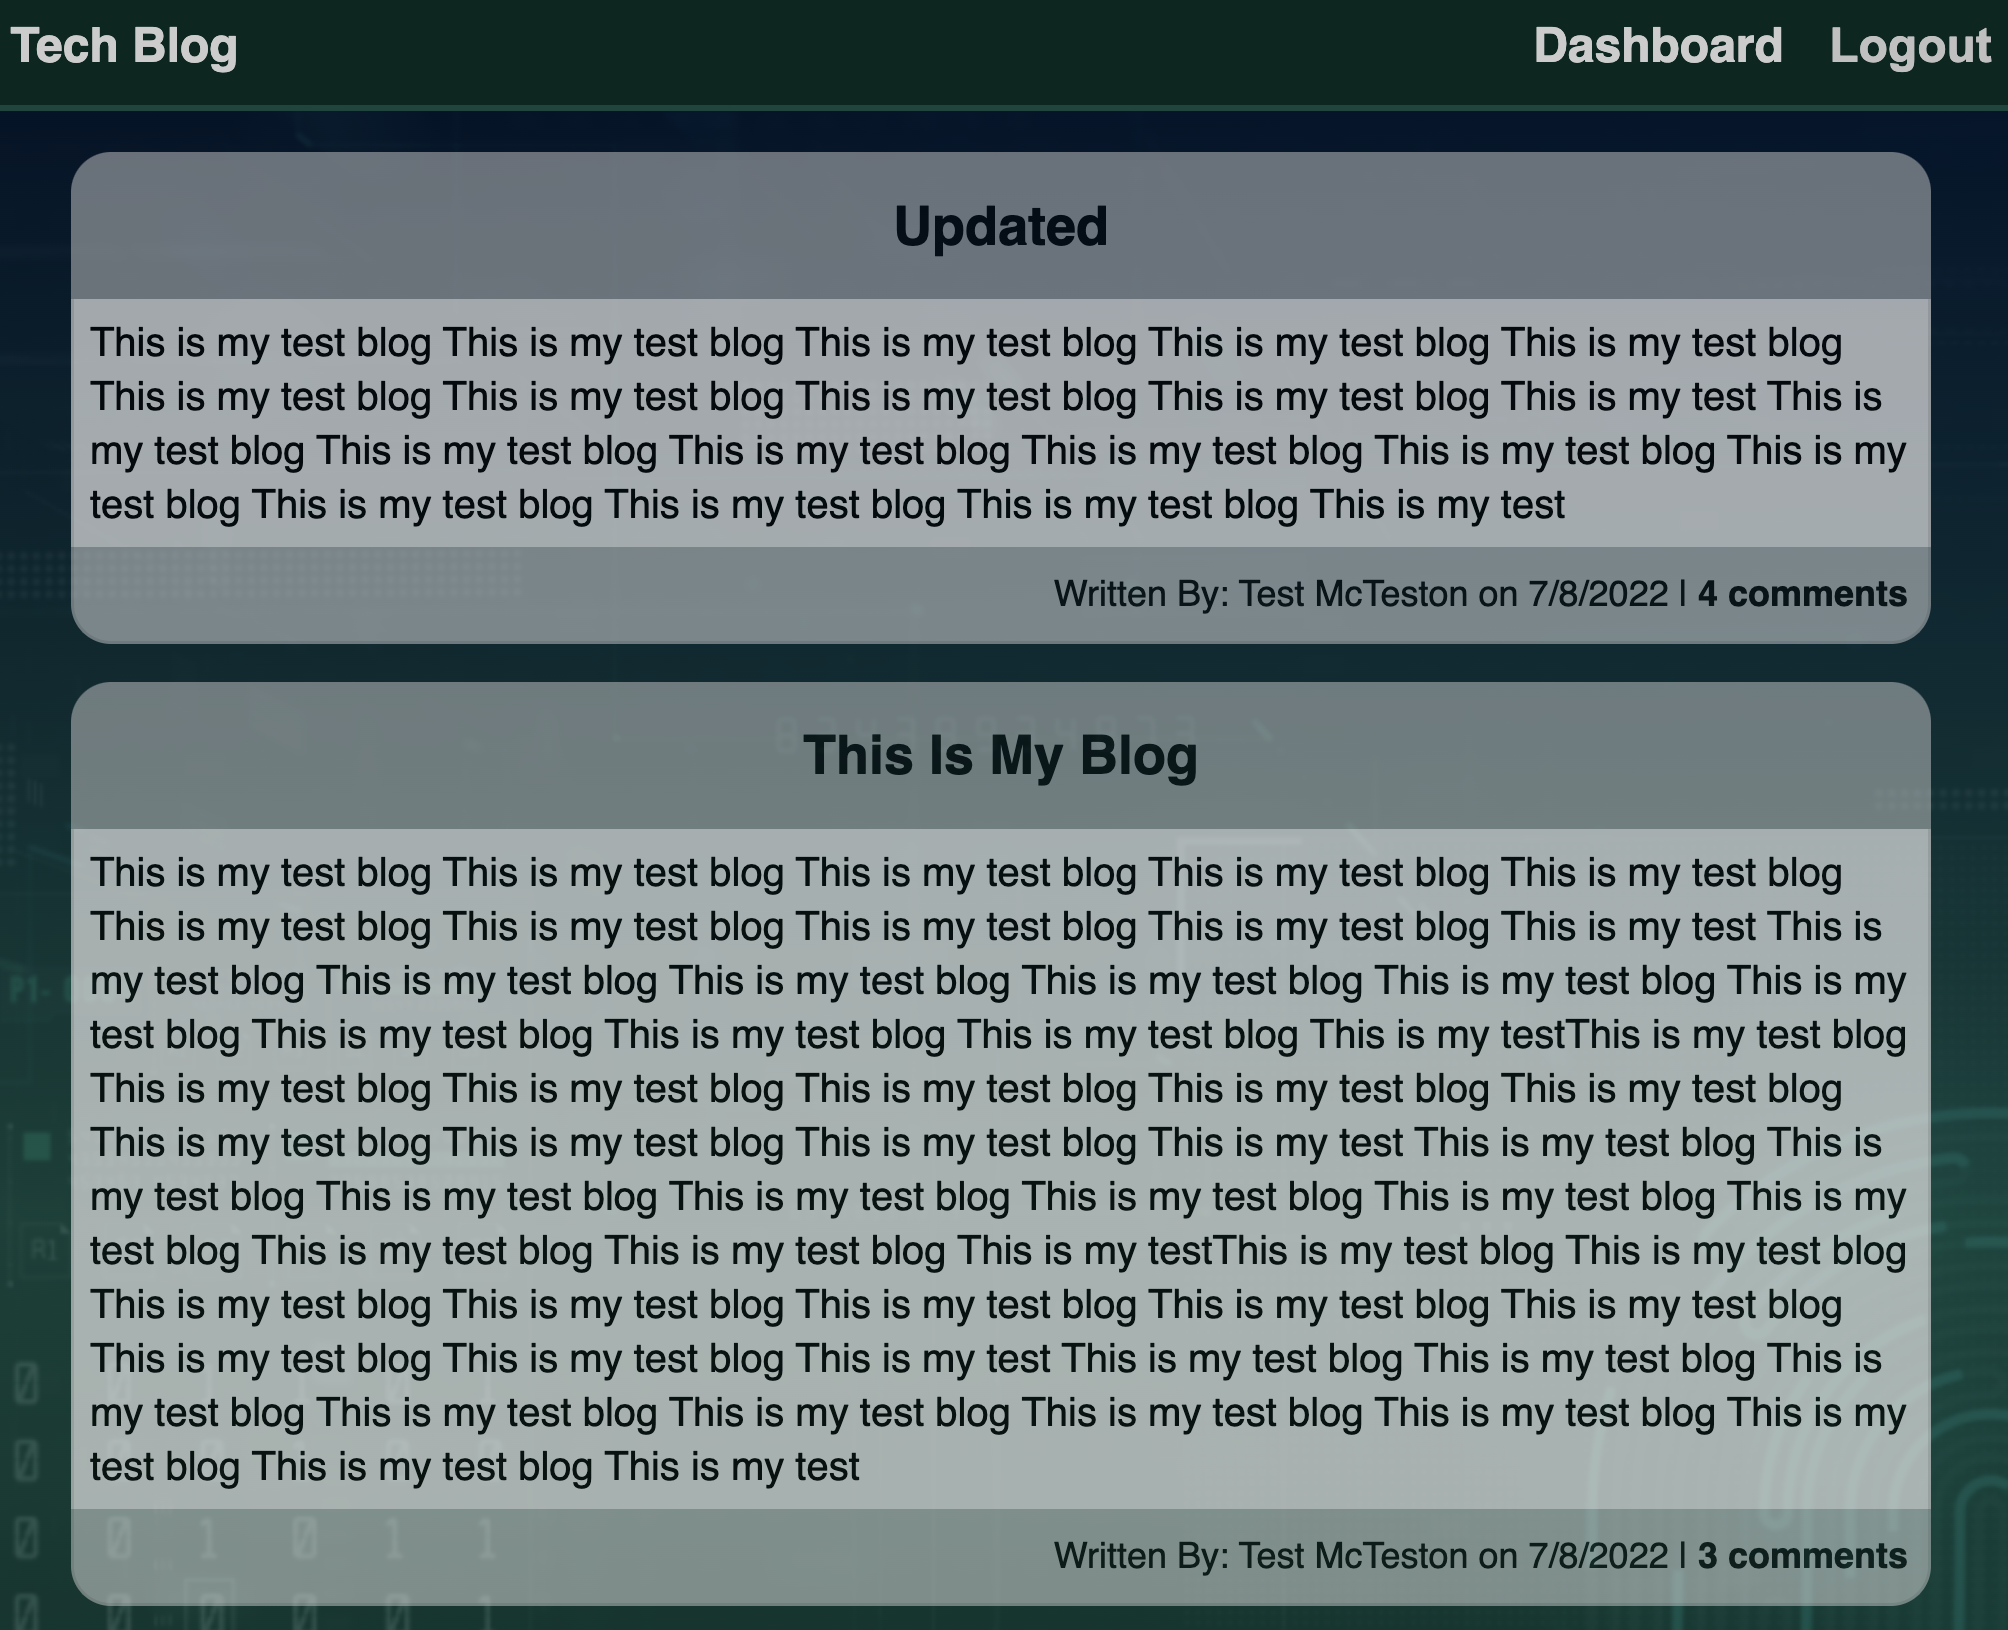 Tech Blog
Dashboard
Logout
Updated
This is my test blog This is my test blog This is my test blog This is my test blog This is my test blog
This is my test blog This is my test blog This is my test blog This is my test blog This is my test This is
my test blog This is my test blog This is my test blog This is my test blog This is my test blog This is my
test blog This is my test blog This is my test blog This is my test blog This is my test
Written By: Test McTeston on 7/8/2022 | 4 comments
This Is My Blog
This is my test blog This is my test blog This is my test blog This is my test blog This is my test blog
This is my test blog This is my test blog This is my test blog This is my test blog This is my test This is
my test blog This is my test blog This is my test blog This is my test blog This is my test blog This is my
test blog This is my test blog This is my test blog This is my test blog This is my testThis is my test blog
This is my test blog This is my test blog This is my test blog This is my test blog This is my test blog
This is my test blog This is my test blog This is my test blog This is my test This is my test blog This is
my test blog This is my test blog This is my test blog This is my test blog This is my test blog This is my
test blog This is my test blog This is my test blog This is my testThis is my test blog This is my test blog
This is my test blog This is my test blog This is my test blog This is my test blog This is my test blog
This is my test blog This is my test blog This is my test This is my test blog This is my test blog This is
my test blog This is my test blog This is my test blog This is my test blog This is my test blog This is my
test blog This is my test blog This is my test
Written By: Test McTeston on 7/8/2022 | 3 comments
P1-
R1
0
0
0 0 1 0 1 1
0 0 0 0 0 1